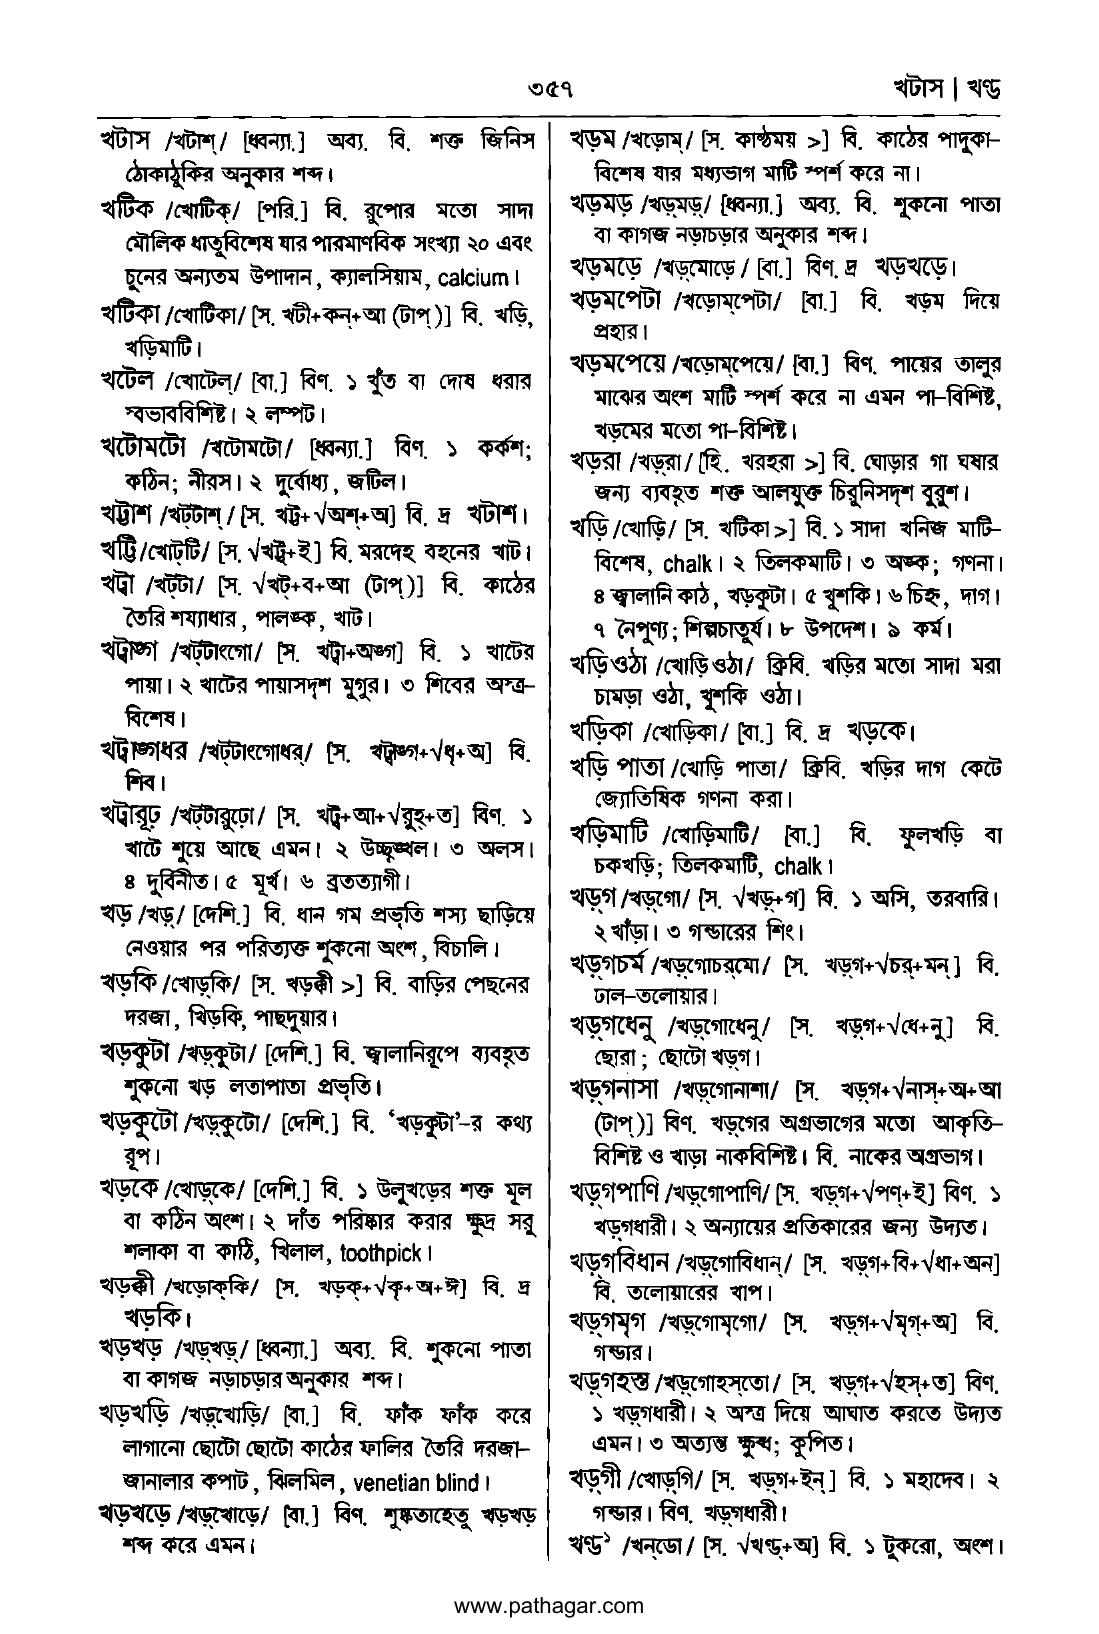 ৩৫৭
খটাস | খণ্ড
খটাস /খটাশ্/ [ধ্বন্যা.] অব্য. বি. শক্ত জিনিস
ঠোকাঠুকির অনুকার শব্দ।
খটিক /খোটিক্/ [পরি.] বি. রুপোর মতো সাদা
মৌলিক ধাতুবিশেষ যার পারমাণবিক সংখ্যা ২০ এবং
চুনের অন্যতম উপাদান, ক্যালসিয়াম, calcium।
খটিকা /খোটিকা/ [স. খটী+কন্+আ (টাপ্)] বি. খড়ি,
খড়িমাটি।
খটেল /খোটেল্/ [বা.] বিণ. ১ খুঁত বা দোষ ধরার
স্বভাববিশিষ্ট। ২ লম্পট।
খটোমটো /খটোমটো/ [ধ্বন্যা.] বিণ. ১ কর্কশ;
কঠিন; নীরস। ২ দুর্বোধ্য, জটিল।
খট্টাশ /খট্‌টাশ্/ [স. খট্ট+√অশ্+অ] বি. দ্র খটাশ।
খট্টি/খোট্‌টি/ [স. √খট্ট্+ই] বি. মরদেহ বহনের খাট।
খট্বা /খট্‌টা/ [স. √খট্+ব+আ (টাপ্)] বি. কাঠের
তৈরি শয্যাধার, পালঙ্ক, খাট।
খট্বাঙ্গ /খট্‌টাংগো/ [স. খট্বা+অঙ্গ] বি. ১ খাটের
পায়া। ২ খাটের পায়াসদৃশ মুগুর। ৩ শিবের অস্ত্র-
বিশেষ।
খট্বাঙ্গধর /খট্‌টাংগোধর্/ [স. খট্বাঙ্গ+√ধৃ+অ] বি.
শিব।
খট্বারূঢ় /খট্‌টারুঢ়ো/ [স. খট্ব+আ+√রুহ্+ত] বিণ. ১
খাটে শুয়ে আছে এমন। ২ উচ্ছৃঙ্খল। ৩ অলস।
৪ দুর্বিনীত। ৫ মূর্খ। ৬ ব্রতত্যাগী।
খড় /খড়্/ [দেশি.] বি. ধান গম প্রভৃতি শস্য ছাড়িয়ে
নেওয়ার পর পরিত্যক্ত শুকনো অংশ, বিচালি।
খড়কি /খোড়্‌কি/ [স. খড়ক্কী >] বি. বাড়ির পেছনের
দরজা, খিড়কি, পাছদুয়ার।
খড়কুটা /খড়্‌কুটা/ [দেশি.] বি. জ্বালানিরূপে ব্যবহৃত
শুকনো খড় লতাপাতা প্রভৃতি।
খড়কুটো /খড়্‌কুটো/ [দেশি.] বি. ‘খড়কুটা’-র কথ্য
রূপ।
খড়কে /খোড়্‌কে/ [দেশি.] বি. ১ উলুখড়ের শক্ত মূল
বা কঠিন অংশ। ২ দাঁত পরিষ্কার করার ক্ষুদ্র সরু
শলাকা বা কাঠি, খিলাল, toothpick।
খড়ক্কী /খড়োক্‌কি/ [স. খড়ক্+√কৃ+অ+ঈ] বি. দ্র
খড়কি।
খড়খড় /খড়্‌খড়্/ [ধ্বন্যা.] অব্য. বি. শুকনো পাতা
বা কাগজ নড়াচড়ার অনুকার শব্দ।
খড়খড়ি /খড়্‌খোড়ি/ [বা.] বি. ফাঁক ফাঁক করে
লাগানো ছোটো ছোটো কাঠের ফালির তৈরি দরজা-
জানালার কপাট, ঝিলমিল, venetian blind।
খড়খড়ে /খড়্‌খোড়ে/ [বা.] বিণ. শুষ্কতাহেতু খড়খড়
শব্দ করে এমন।
খড়ম /খড়োম্/ [স. কাষ্ঠময় >] বি. কাঠের পাদুকা-
বিশেষ যার মধ্যভাগ মাটি স্পর্শ করে না।
খড়মড় /খড়্‌মড়্/ [ধ্বন্যা.] অব্য. বি. শুকনো পাতা
বা কাগজ নড়াচড়ার অনুকার শব্দ।
খড়মড়ে /খড়্‌মোড়ে/ [বা.] বিণ. দ্র খড়খড়ে।
খড়মপেটা /খড়োম্‌পেটা/ [বা.] বি. খড়ম দিয়ে
প্রহার।
খড়মপেয়ে /খড়োম্‌পেয়ে/ [বা.] বিণ. পায়ের তালুর
মাঝের অংশ মাটি স্পর্শ করে না এমন পা-বিশিষ্ট,
খড়মের মতো পা-বিশিষ্ট।
খড়রা /খড়্‌রা/ [হি. খরহরা >] বি. ঘোড়ার গা ঘষার
জন্য ব্যবহৃত শক্ত আলযুক্ত চিরুনিসদৃশ বুরুশ।
খড়ি /খোড়ি/ [স. খটিকা >] বি. ১ সাদা খনিজ মাটি-
বিশেষ, chalk। ২ তিলকমাটি। ৩ অঙ্ক; গণনা।
৪ জ্বালানি কাঠ, খড়কুটা। ৫ খুশকি। ৬ চিহ্ন, দাগ।
৭ নৈপুণ্য; শিল্পচাতুর্য। ৮ উপদেশ। ৯ কর্ম।
খড়ি ওঠা /খোড়ি ওঠা/ ক্রিবি. খড়ির মতো সাদা মরা
চামড়া ওঠা, খুশকি ওঠা।
খড়িকা /খোড়িকা/ [বা.] বি. দ্র খড়কে।
খড়ি পাতা /খোড়ি পাতা/ ক্রিবি. খড়ির দাগ কেটে
জ্যোতিষিক গণনা করা।
খড়িমাটি /খোড়িমাটি/ [বা.] বি. ফুলখড়ি বা
চকখড়ি; তিলকমাটি, chalk।
খড়্গ /খড়্‌গো/ [স. √খড়্+গ] বি. ১ অসি, তরবারি।
২ খাঁড়া। ৩ গন্ডারের শিং।
খড়্গচর্ম /খড়্‌গোচর্‌মো/ [স. খড়্গ+√চর্+মন্] বি.
ঢাল-তলোয়ার।
খড়্গধেনু /খড়্‌গোধেনু/ [স. খড়্গ+√ধে+নু] বি.
ছোরা; ছোটো খড়্গ।
খড়্গনাসা /খড়্‌গোনাশা/ [স. খড়্গ+√নাস্+অ+আ
(টাপ্)] বিণ. খড়্গের অগ্রভাগের মতো আকৃতি-
বিশিষ্ট ও খাড়া নাকবিশিষ্ট। বি. নাকের অগ্রভাগ।
খড়্গপাণি /খড়্‌গোপাণি/ [স. খড়্গ+√পণ্+ই] বিণ. ১
খড়্গধারী। ২ অন্যায়ের প্রতিকারের জন্য উদ্যত।
খড়্গবিধান /খড়্‌গোবিধান্/ [স. খড়্গ+বি+√ধা+অন]
বি. তলোয়ারের খাপ।
খড়্গমৃগ /খড়্‌গোমৃগো/ [স. খড়্গ+√মৃগ্+অ] বি.
গন্ডার।
খড়্গহস্ত /খড়্‌গোহস্‌তো/ [স. খড়্গ+√হস্+ত] বিণ.
১ খড়্গধারী। ২ অস্ত্র দিয়ে আঘাত করতে উদ্যত
এমন। ৩ অত্যন্ত ক্ষুব্ধ; কুপিত।
খড়্গী /খোড়্‌গি/ [স. খড়্গ+ইন্] বি. ১ মহাদেব। ২
গন্ডার। বিণ. খড়্গধারী।
খণ্ড১ /খন্‌ডো/ [স. √খণ্ড্+অ] বি. ১ টুকরো, অংশ।
www.pathagar.com